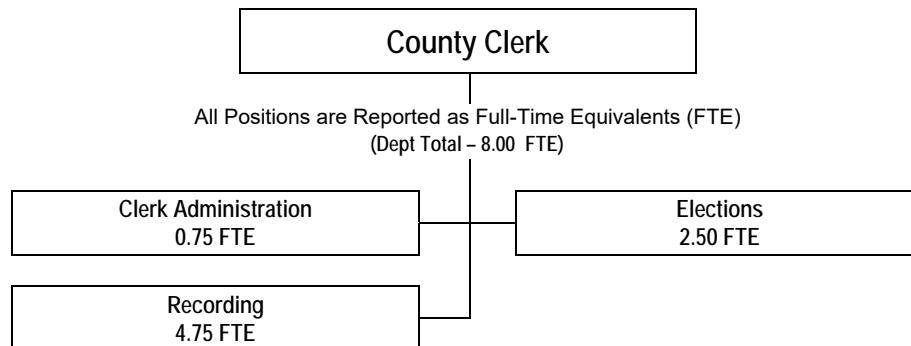 County Clerk
All Positions are Reported as Full-Time Equivalents (FTE)
(Dept Total – 8.00 FTE)
Clerk Administration
0.75 FTE
Elections
2.50 FTE
Recording
4.75 FTE